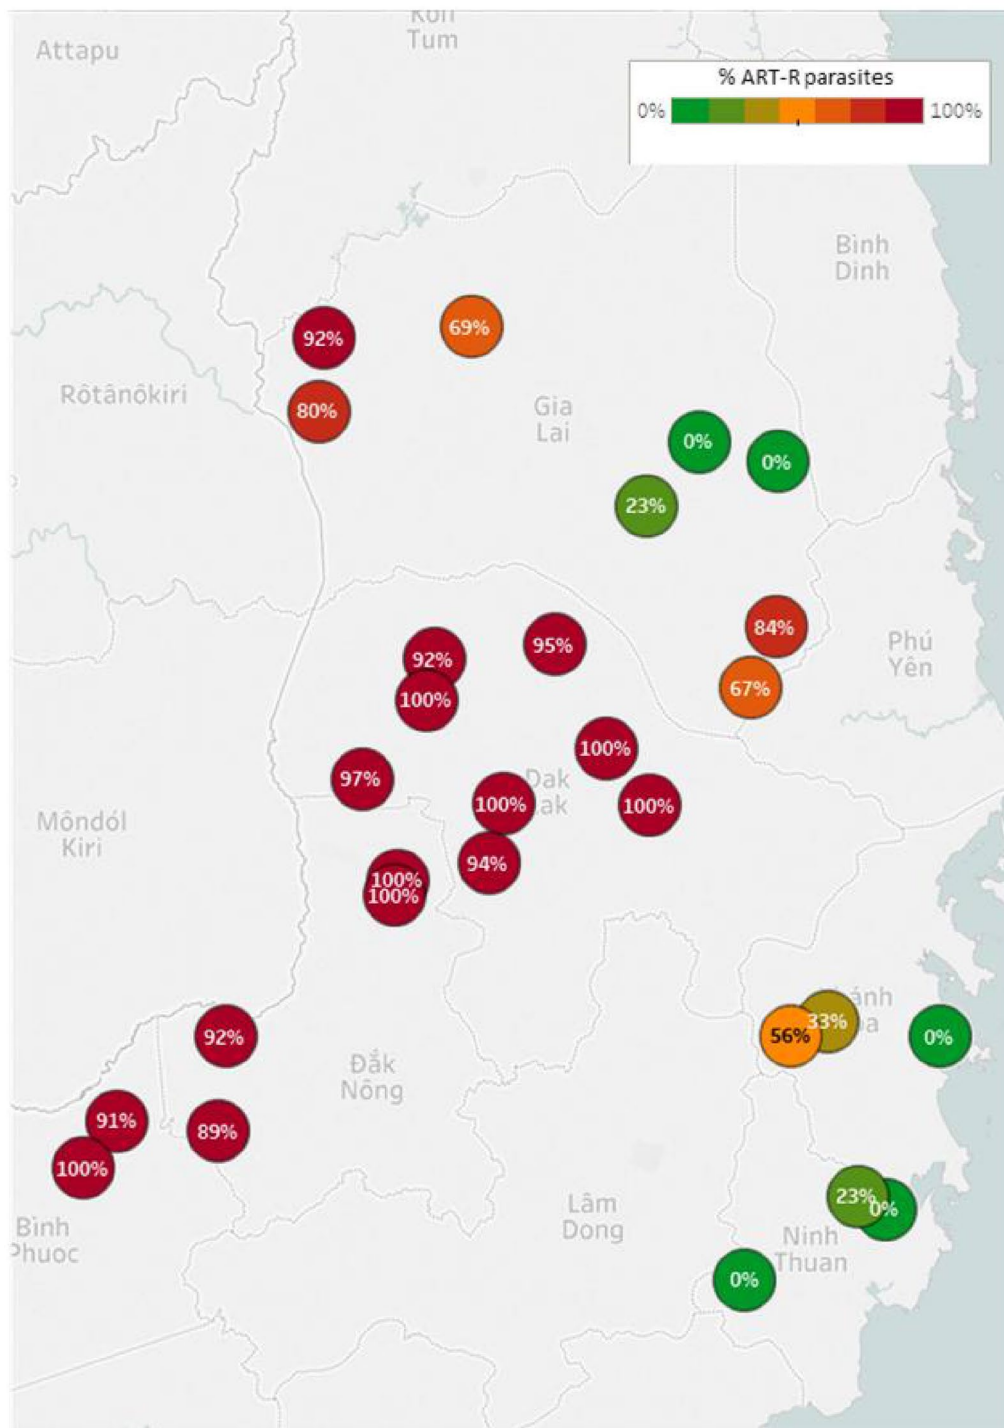 Kon
Tum
Attapu
% ART-R parasites
0%
100%
Bình
Dinh
92%
69%
Rôtânôkiri
80%
Gia
Lai
0%
0%
23%
84%
Phú
Yên
92%
95%
100%
67%
100%
97%
Dak
100%
100%
Môndól
Kiri
94%
100%
100%
33%
56%
0%
92%
Đắk
Nông
91%
89%
100%
23%
0%
Lâm
Dong
Bình
Phuoc
Ninh
Thuan
0%